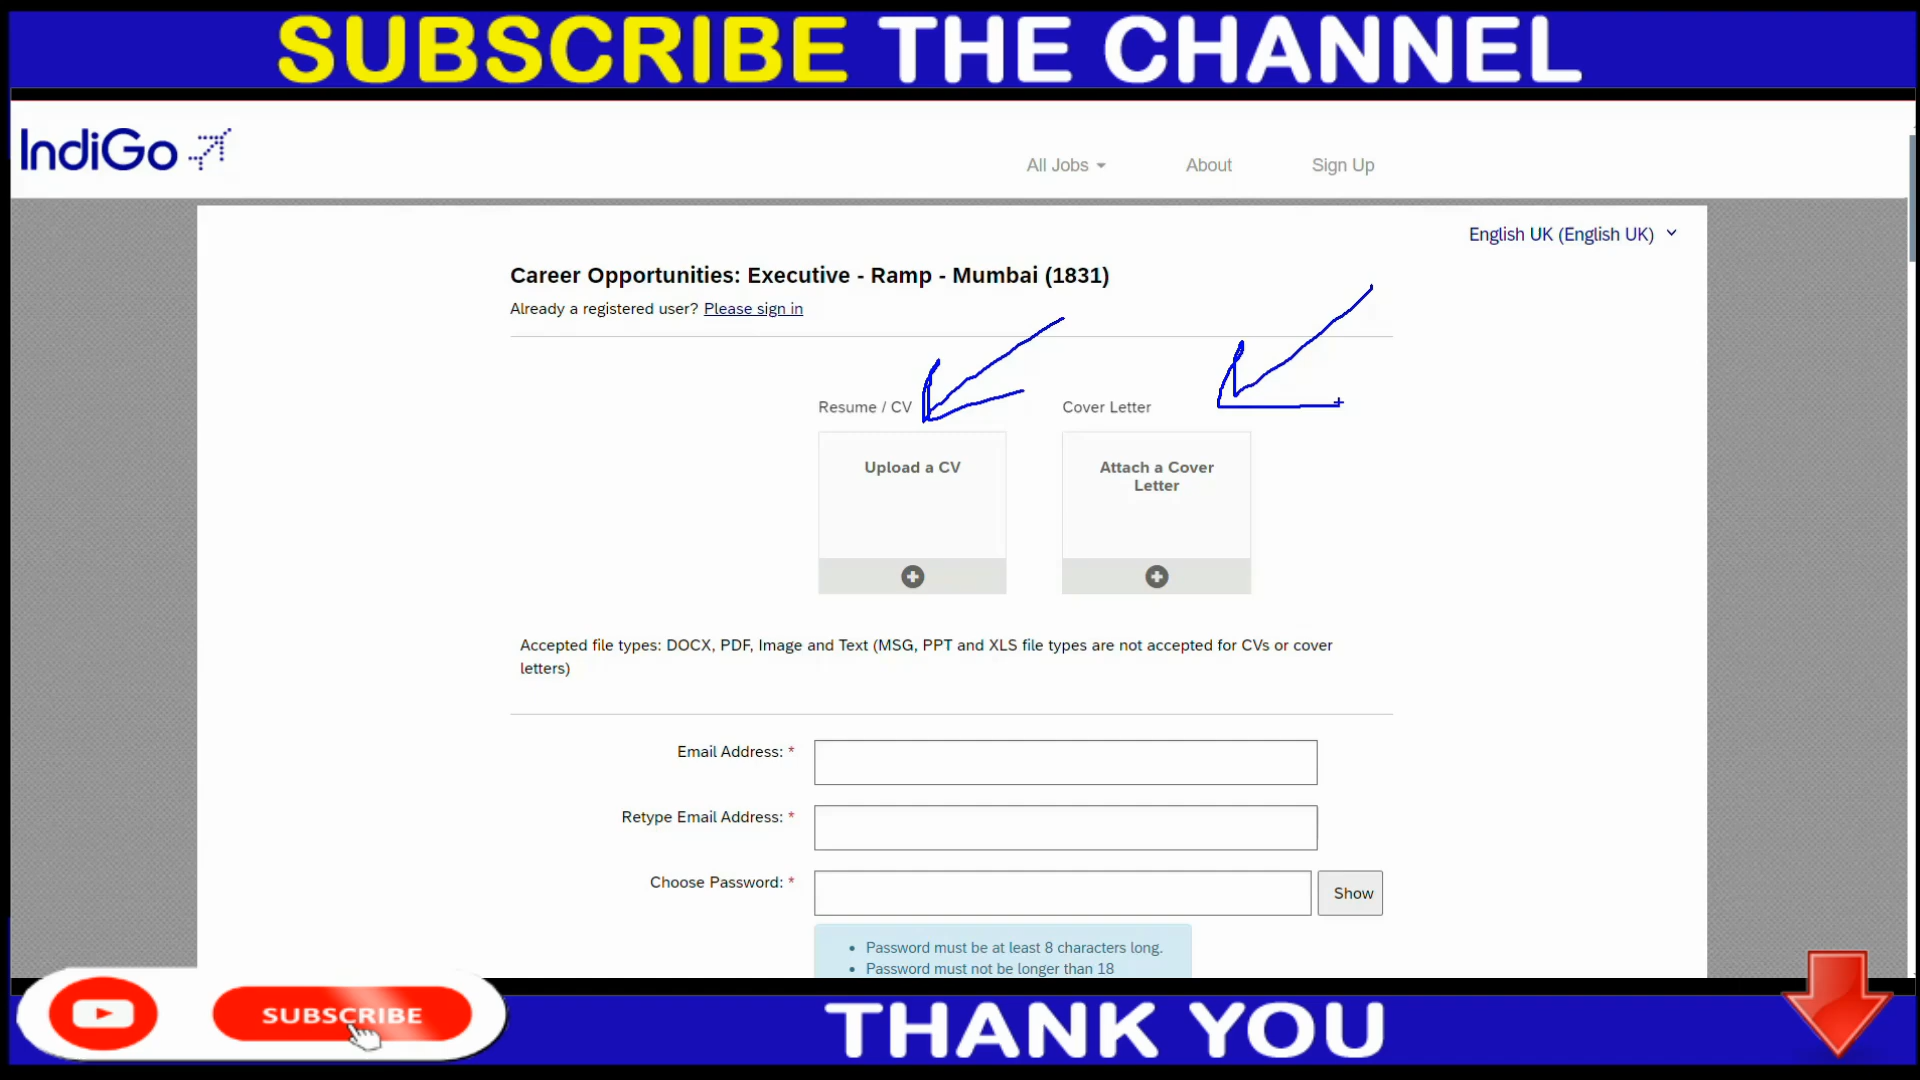 SUBSCRIBE THE CHANNEL
IndiGo
All Jobs
About
Sign Up
English UK (English UK)
Career Opportunities: Executive - Ramp - Mumbai (1831)
Already a registered user? Please sign in
Resume / CV
Cover Letter
Upload a CV
Attach a Cover
Letter
Accepted file types: DOCX, PDF, Image and Text (MSG, PPT and XLS file types are not accepted for CVs or cover
letters)
Email Address: *
Retype Email Address: *
Choose Password: *
Show
• Password must be at least 8 characters long.
• Password must not be longer than 18
SUBSCRIBE
THANK YOU